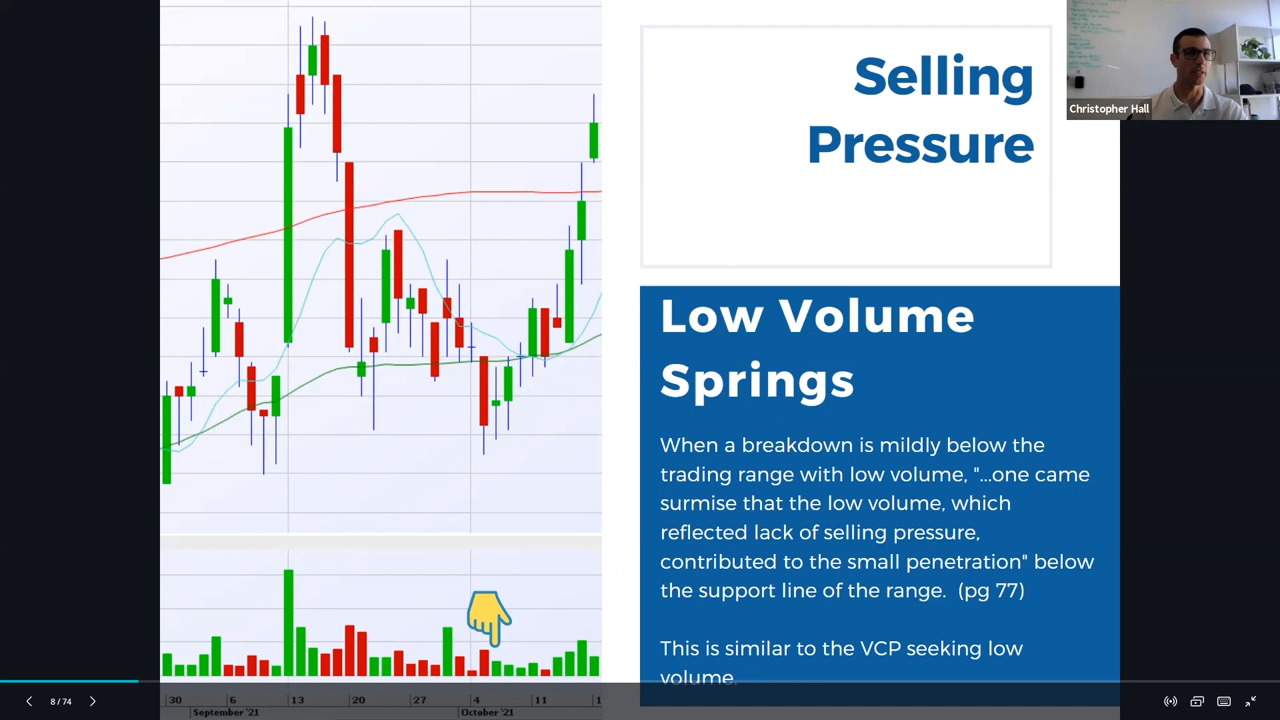 Selling
Pressure
Christopher Hall
Low Volume
Springs
When a breakdown is mildly below the
trading range with low volume, "...one came
surmise that the low volume, which
reflected lack of selling pressure,
contributed to the small penetration" below
the support line of the range. (pg 77)
This is similar to the VCP seeking low
volume.
30 6 13 20 27 4 11 1
September '21 October '21
8 / 74